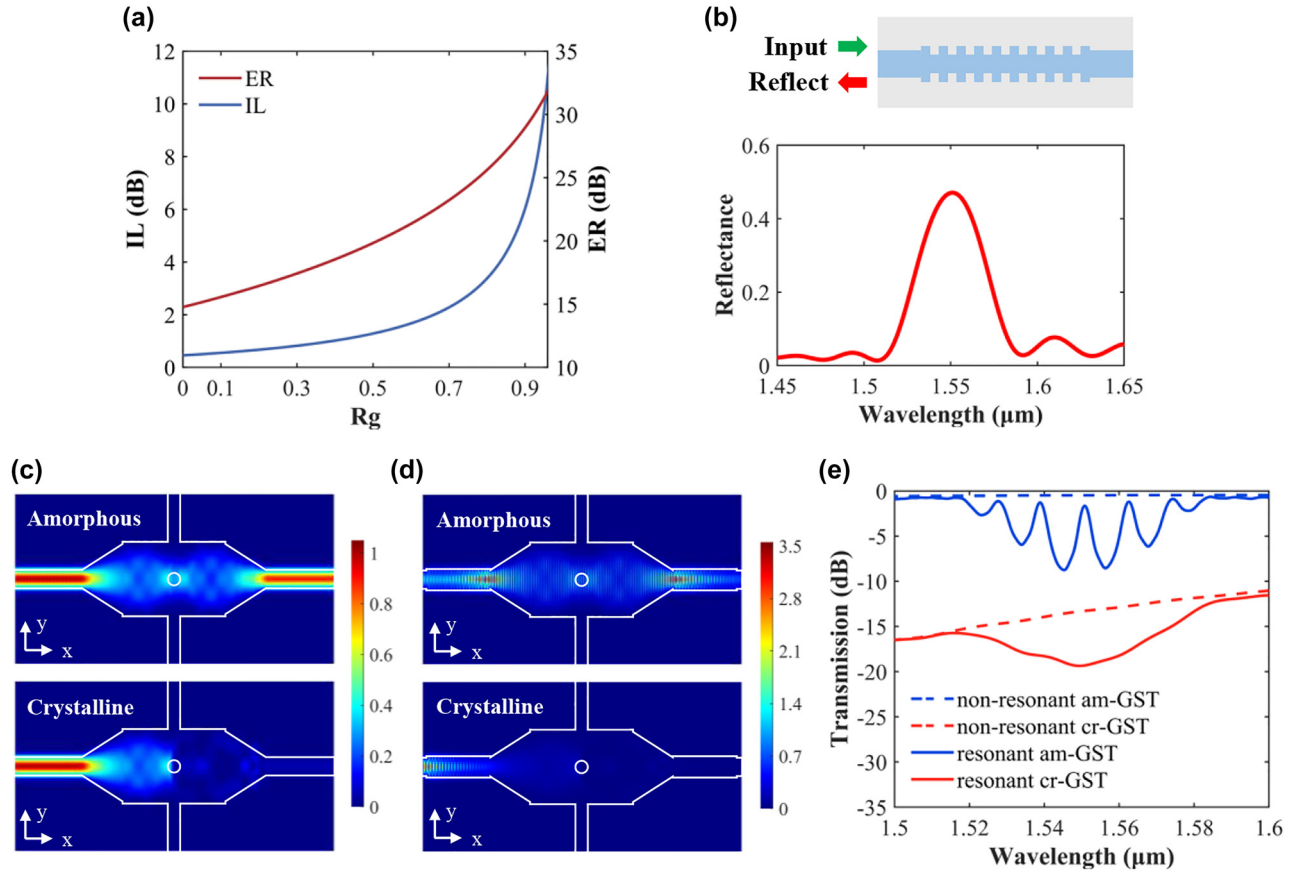 (a)
12
10
8
6
4
2
0
IL (dB)
ER
IL
35
30
25
20
15
10
ER (dB)
0 0.1 0.3 0.5 0.7 0.9
Rg
(b)
Input
Reflect
0.6
0.4
0.2
0
Reflectance
1.45 1.5 1.55 1.6 1.65
Wavelength (μm)
(c)
Amorphous
y
x
Crystalline
y
x
1
0.8
0.6
0.4
0.2
0
(d)
Amorphous
y
x
Crystalline
y
x
3.5
2.8
2.1
1.4
0.7
0
(e)
0
-5
-10
-15
-20
-25
-30
-35
Transmission (dB)
non-resonant am-GST
non-resonant cr-GST
resonant am-GST
resonant cr-GST
1.5 1.52 1.54 1.56 1.58 1.6
Wavelength (μm)